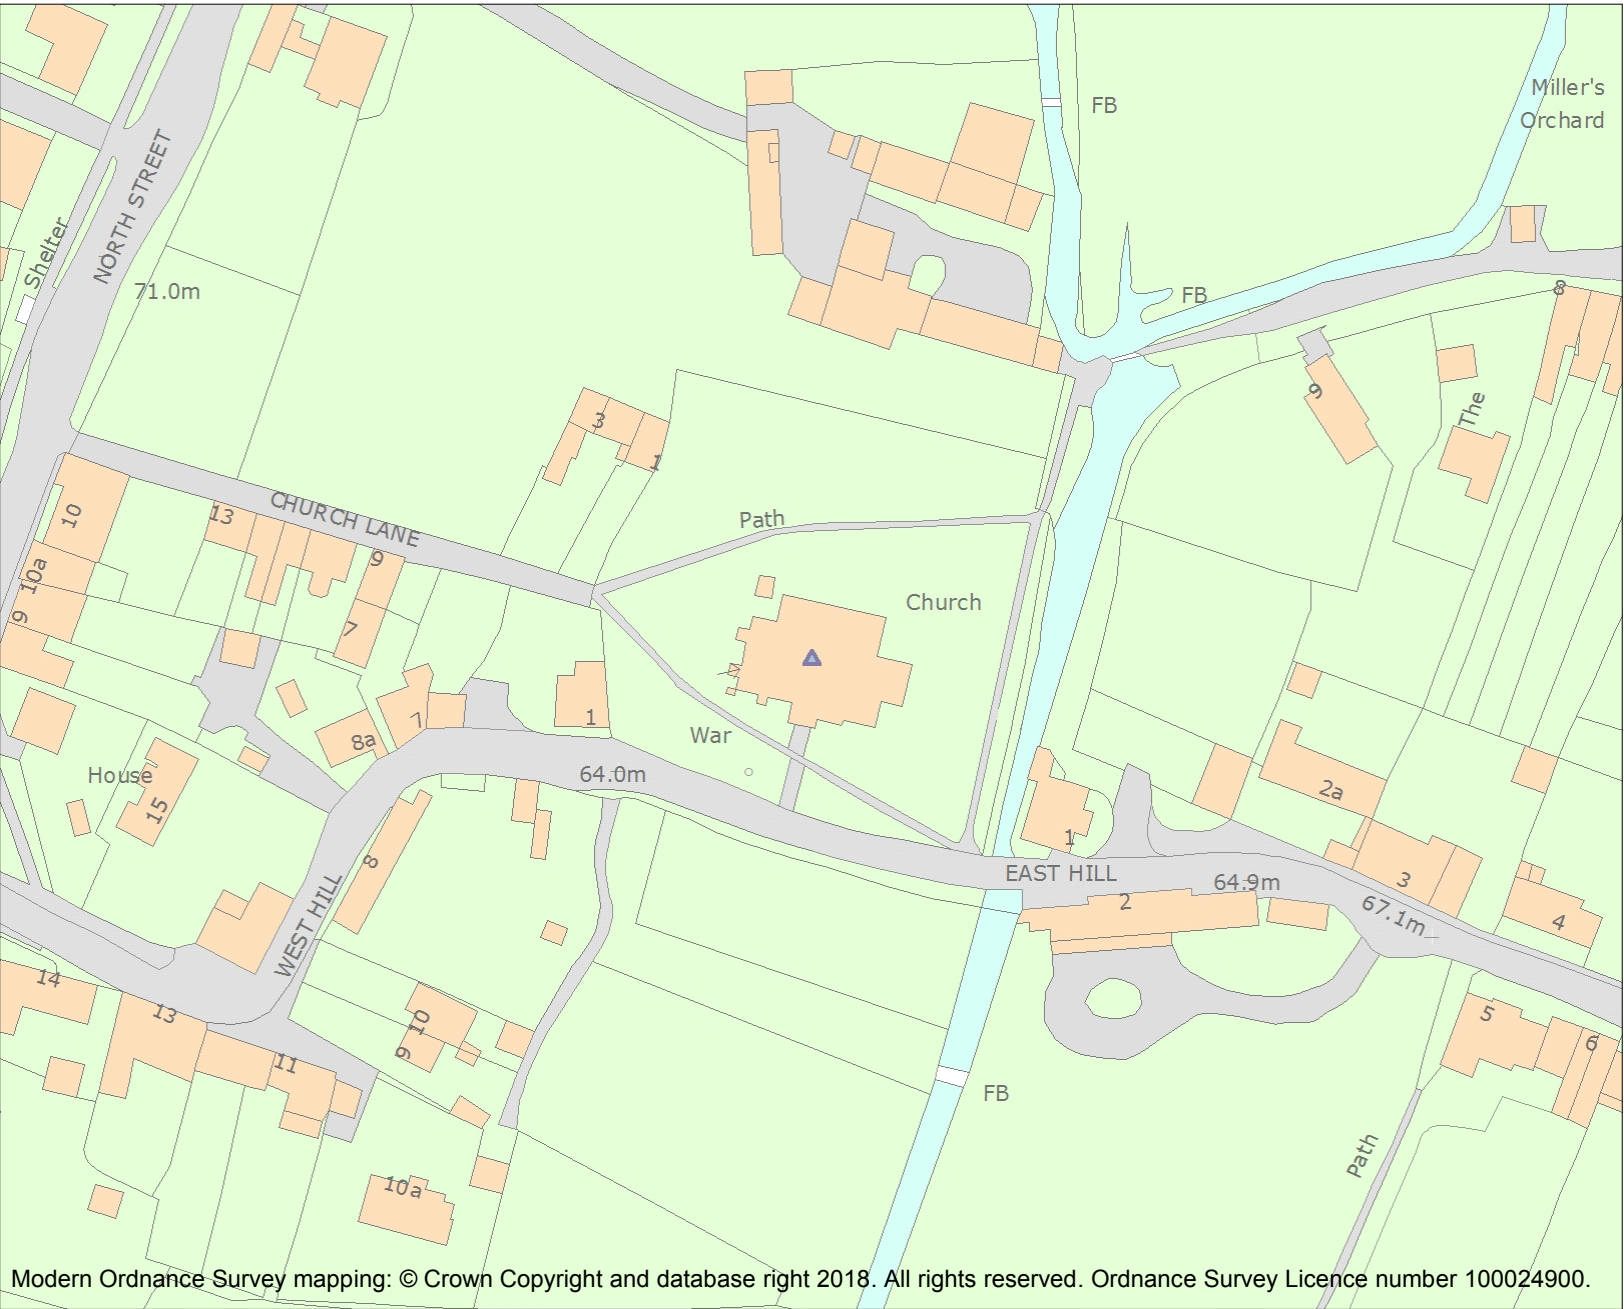 Miller's
Orchard
FB
NORTH STREET
Shelter
71.0m
FB
8
9
The
3
1
CHURCH LANE
13
10
Path
10a
9
9
7
Church
7
1
8a
War
64.0m
House
15
2a
1
8
EAST HILL
64.9m
3
2
67.1m
4
WEST HILL
14
13
10
9
11
5
6
FB
Path
10a
Modern Ordnance Survey mapping: © Crown Copyright and database right 2018. All rights reserved. Ordnance Survey Licence number 100024900.